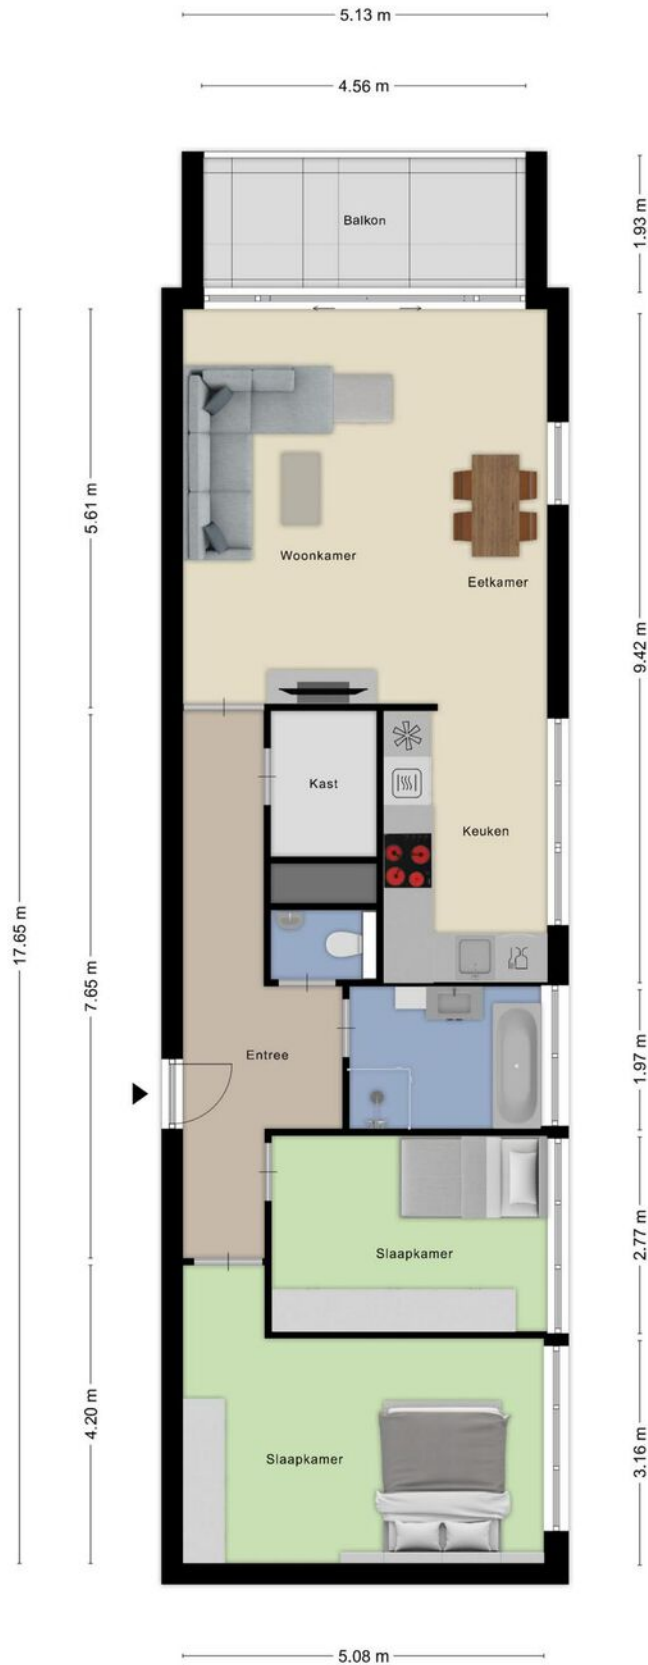 5.13 m
4.56 m
Balkon
1.93 m
5.61 m
Woonkamer
Eetkamer
9.42 m
Kast
Keuken
17.65 m
7.65 m
Entree
1.97 m
Slaapkamer
2.77 m
4.20 m
Slaapkamer
3.16 m
5.08 m